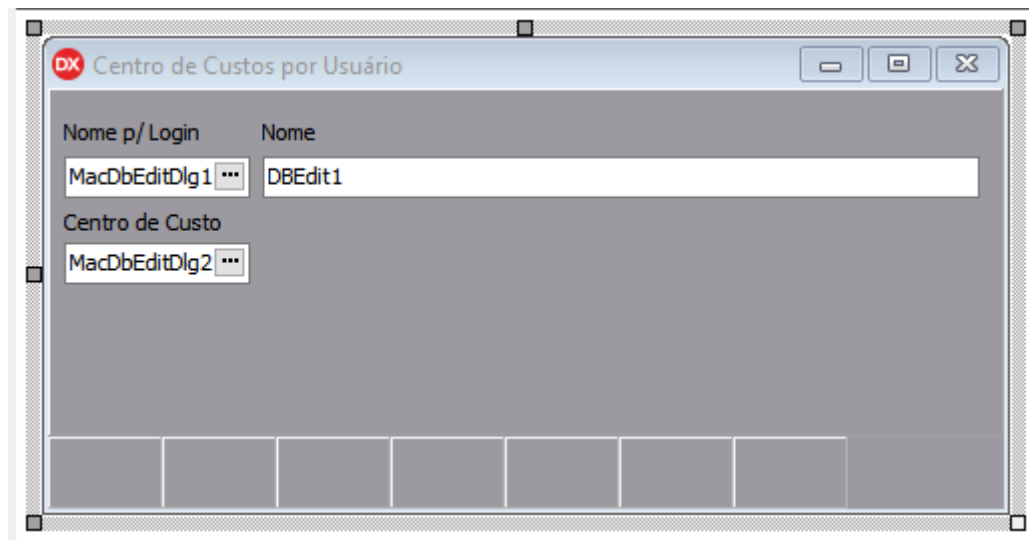 DX Centro de Custos por Usuário
Nome p/ Login Nome
MacDbEditDlg1 ... DBEdit1
Centro de Custo
MacDbEditDlg2 ...